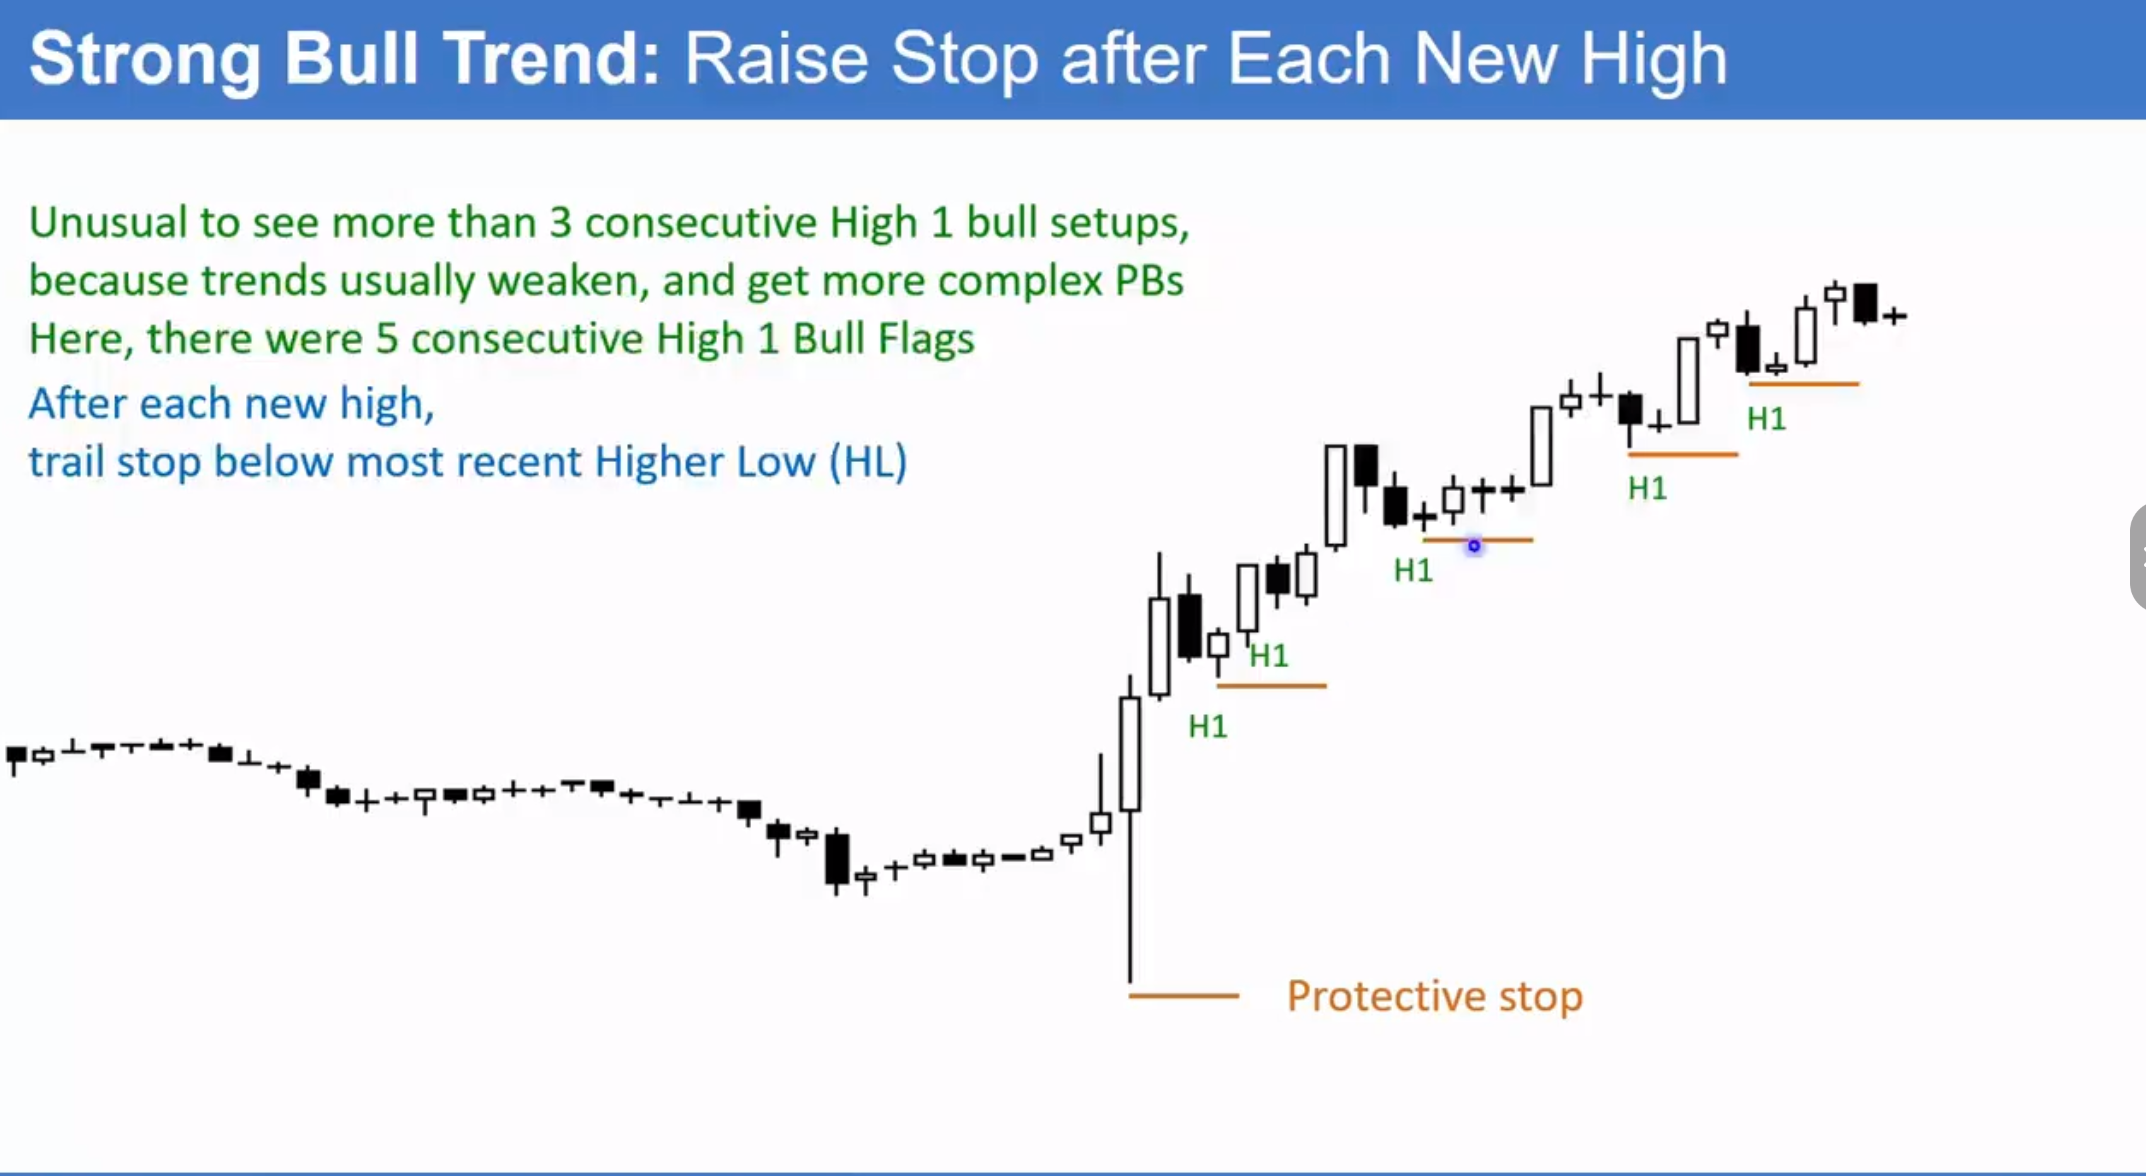 Strong Bull Trend: Raise Stop after Each New High
Unusual to see more than 3 consecutive High 1 bull setups,
because trends usually weaken, and get more complex PBs
Here, there were 5 consecutive High 1 Bull Flags
After each new high,
trail stop below most recent Higher Low (HL)
H1
H1
H1
H1
H1
Protective stop